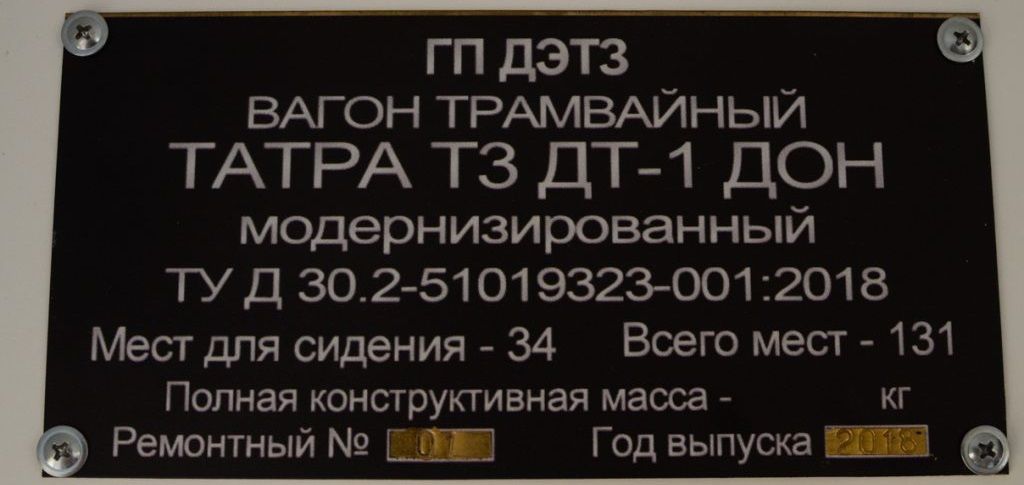 ГП ДЭТЗ
ВАГОН ТРАМВАЙНЫЙ
ТАТРА Т3 ДТ-1 ДОН
модернизированный
ТУ Д 30.2-51019323-001:2018
Мест для сидения - 34 Всего мест - 131
Полная конструктивная масса - кг
Ремонтный № 01 Год выпуска 2018